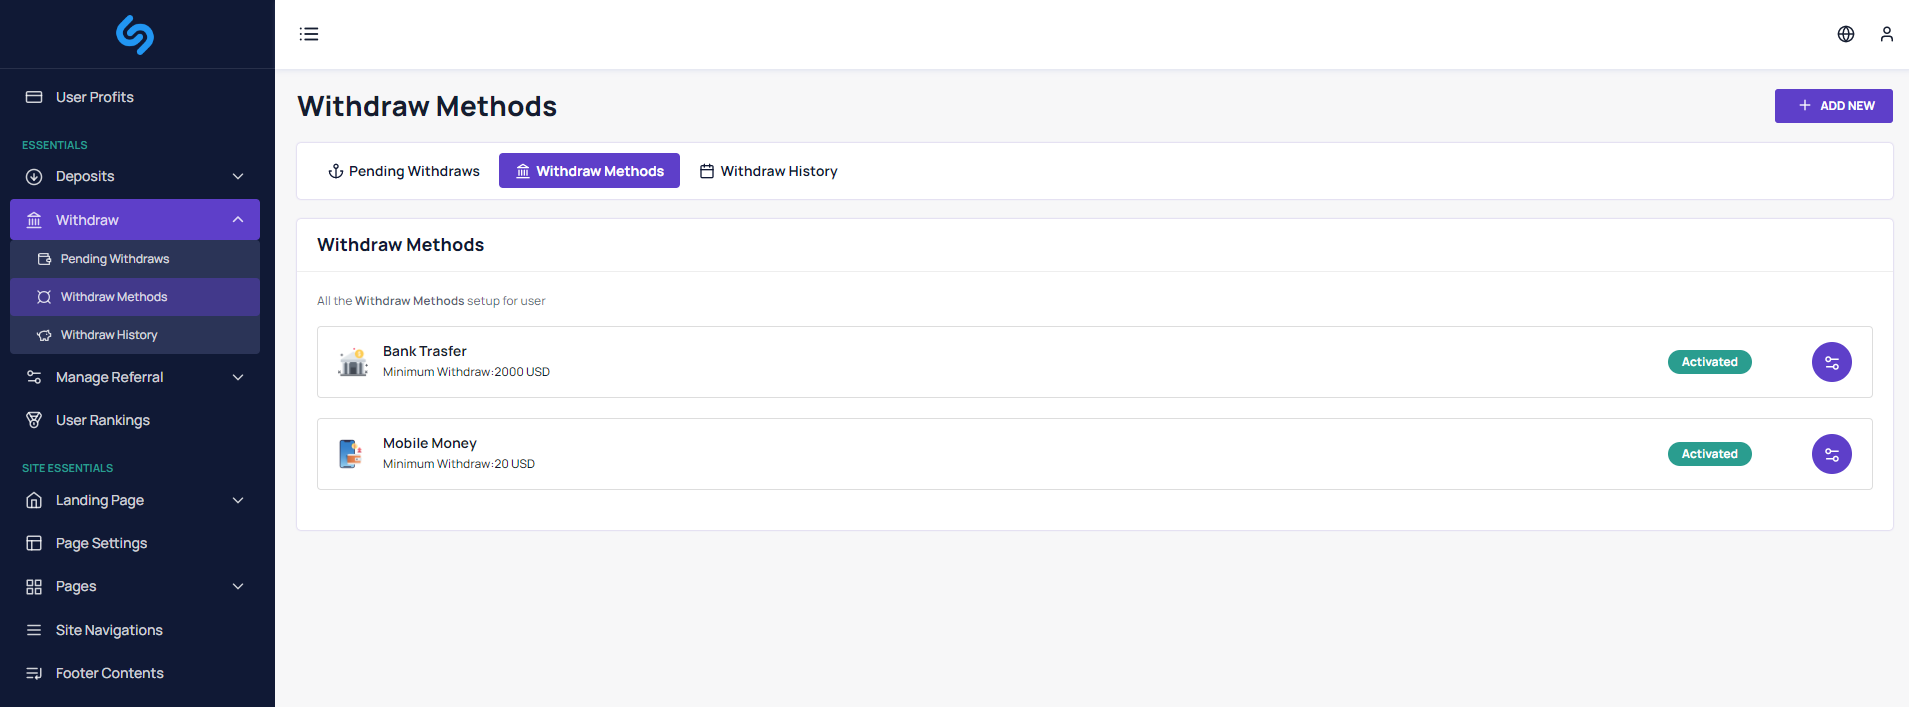 User Profits
ESSENTIALS
Deposits
Withdraw
Pending Withdraws
Withdraw Methods
Withdraw History
Manage Referral
User Rankings
SITE ESSENTIALS
Landing Page
Page Settings
Pages
Site Navigations
Footer Contents
Withdraw Methods
ADD NEW
Pending Withdraws Withdraw Methods Withdraw History
Withdraw Methods
All the Withdraw Methods setup for user
Bank Trasfer
Minimum Withdraw:2000 USD
Activated
Mobile Money
Minimum Withdraw:20 USD
Activated